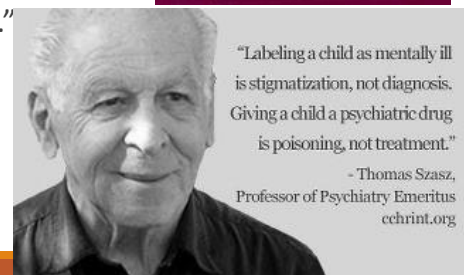 .”
“Labeling a child as mentally ill
is stigmatization, not diagnosis.
Giving a child a psychiatric drug
is poisoning, not treatment.”
- Thomas Szasz,
Professor of Psychiatry Emeritus
cchrint.org